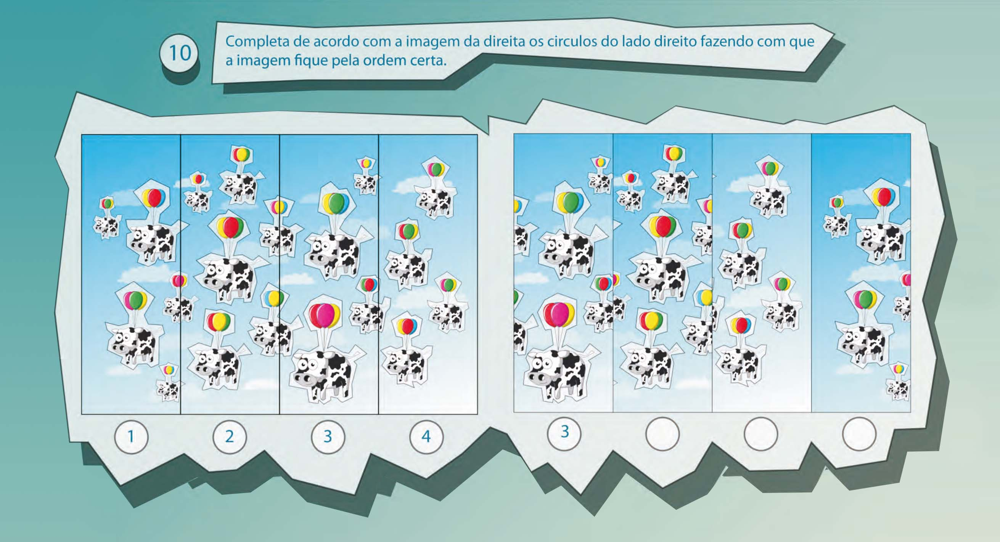 10
Completa de acordo com a imagem da direita os circulos do lado direito fazendo com que
a imagem fique pela ordem certa.
1 2 3 4 3